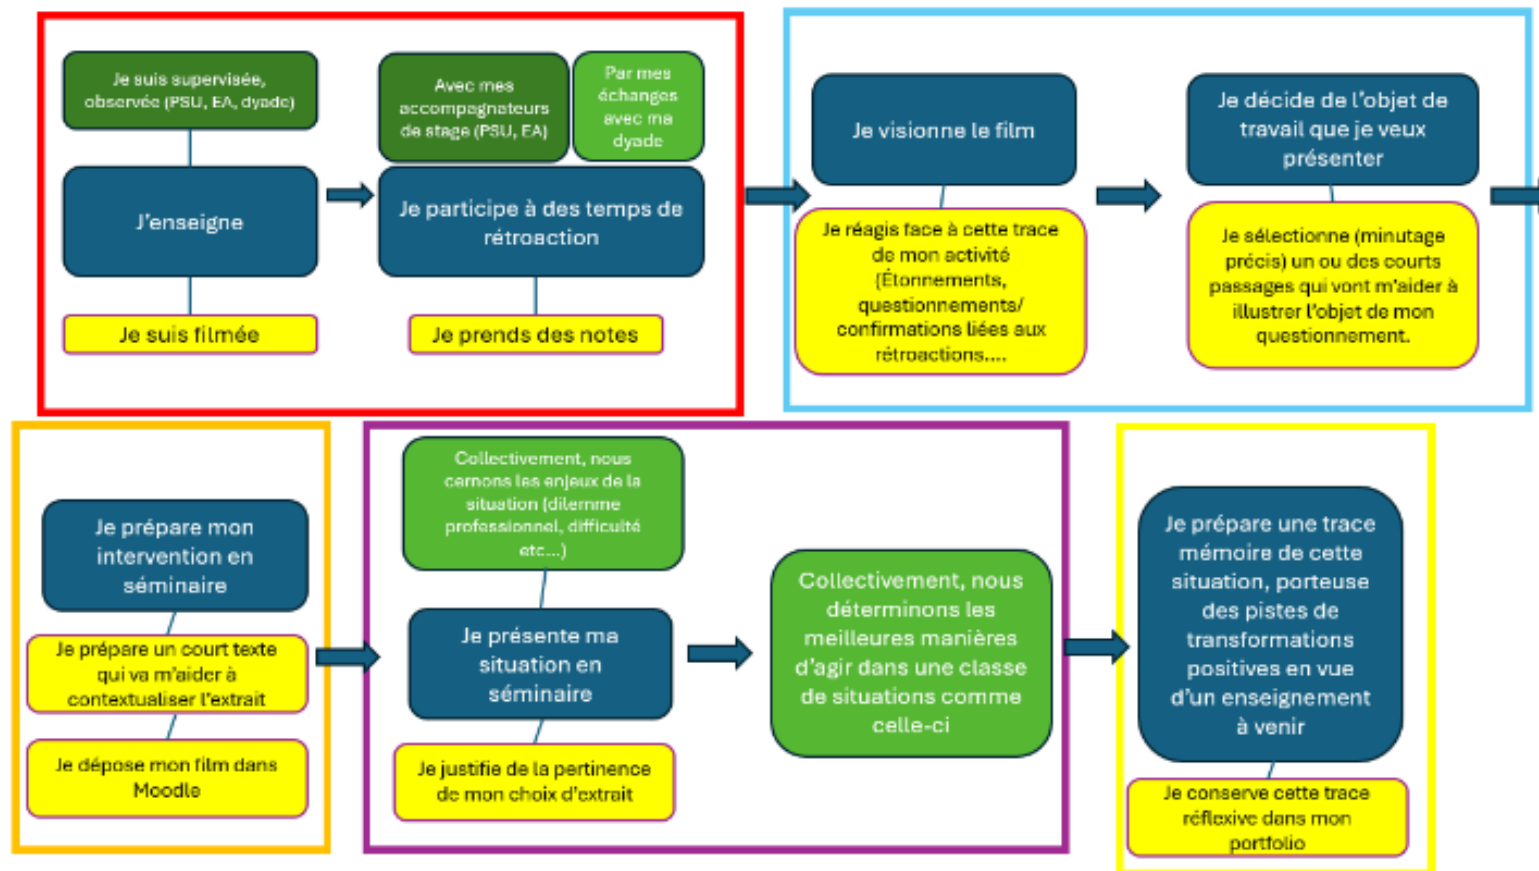 Je suis supervisée,
observée (PSU, EA, dyade)
J'enseigne
Je suis filmée
Avec mes
accompagnateurs
de stage (PSU, EA)
Par mes
échanges
avec ma
dyade
Je participe à des temps de
rétroaction
Je prends des notes
Je visionne le film
Je réagis face à cette trace
de mon activité
(Étonnements,
questionnements/
confirmations liées aux
rétroactions....
Je décide de l'objet de
travail que je veux
présenter
Je sélectionne (minutage
précis) un ou des courts
passages qui vont m'aider à
illustrer l'objet de mon
questionnement.
Je prépare mon
intervention en
séminaire
Je prépare un court texte
qui va m'aider à
contextualiser l'extrait
Je dépose mon film dans
Moodle
Collectivement, nous
cernons les enjeux de la
situation (dilemme
professionnel, difficulté
etc...)
Je présente ma
situation en
séminaire
Je justifie de la pertinence
de mon choix d'extrait
Collectivement, nous
déterminons les
meilleures manières
d'agir dans une classe
de situations comme
celle-ci
Je prépare une trace
mémoire de cette
situation, porteuse
des pistes de
transformations
positives en vue
d'un enseignement
à venir
Je conserve cette trace
réflexive dans mon
portfolio